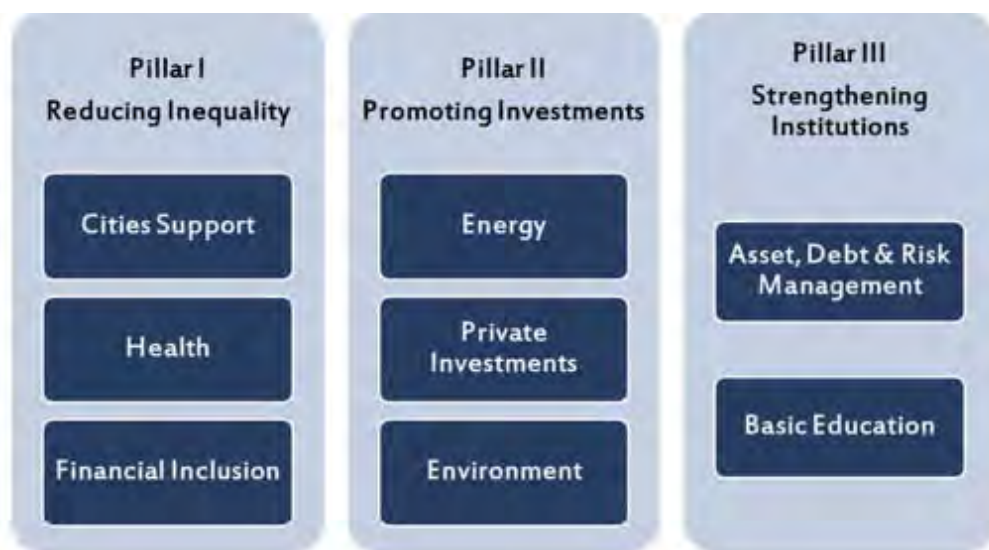 Pillar I
Reducing Inequality
Cities Support
Health
Financial Inclusion
Pillar II
Promoting Investments
Energy
Private
Investments
Environment
Pillar III
Strengthening
Institutions
Asset, Debt & Risk
Management
Basic Education